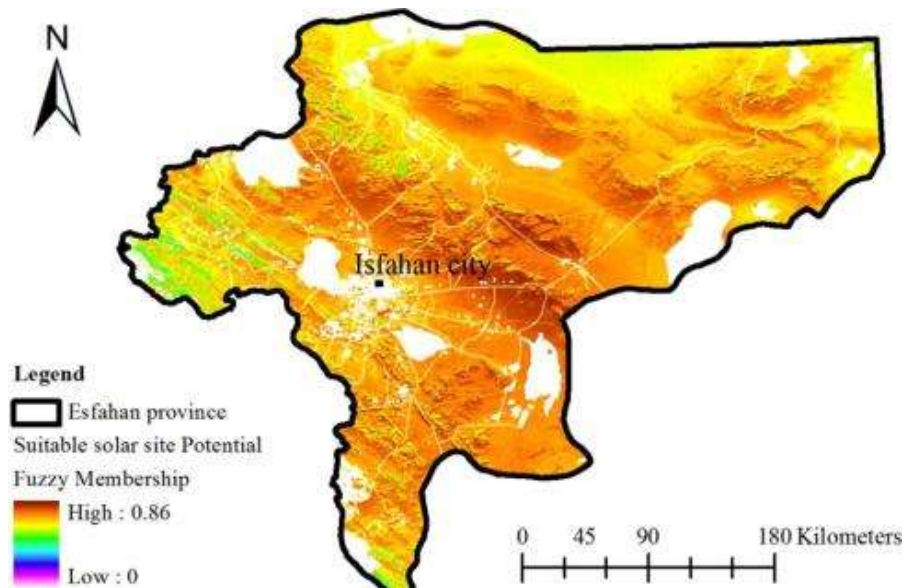 N
Isfahan city
Legend
Esfahan province
Suitable solar site Potential
Fuzzy Membership
High : 0.86
Low : 0
0 45 90 180 Kilometers